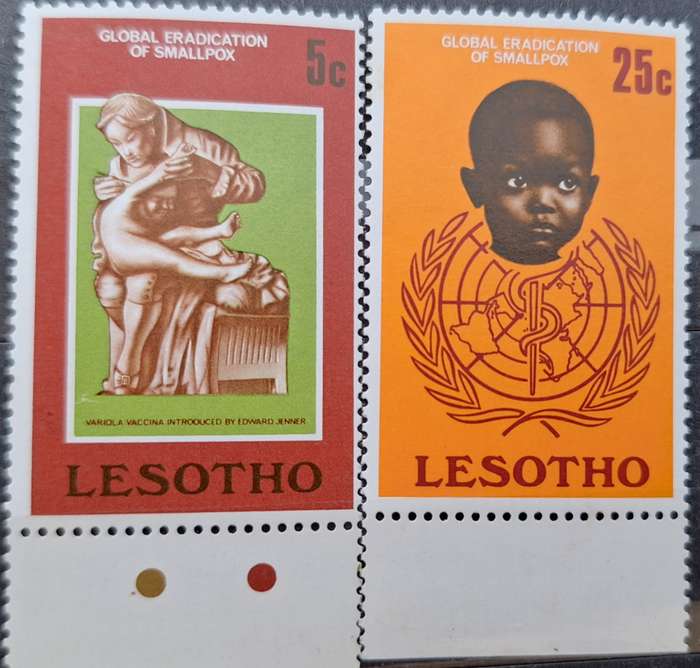 GLOBAL ERADICATION
OF SMALLPOX
5c
VARIOLA VACCINA INTRODUCED BY EDWARD JENNER
LESOTHO
GLOBAL ERADICATION
OF SMALLPOX
25c
LESOTHO